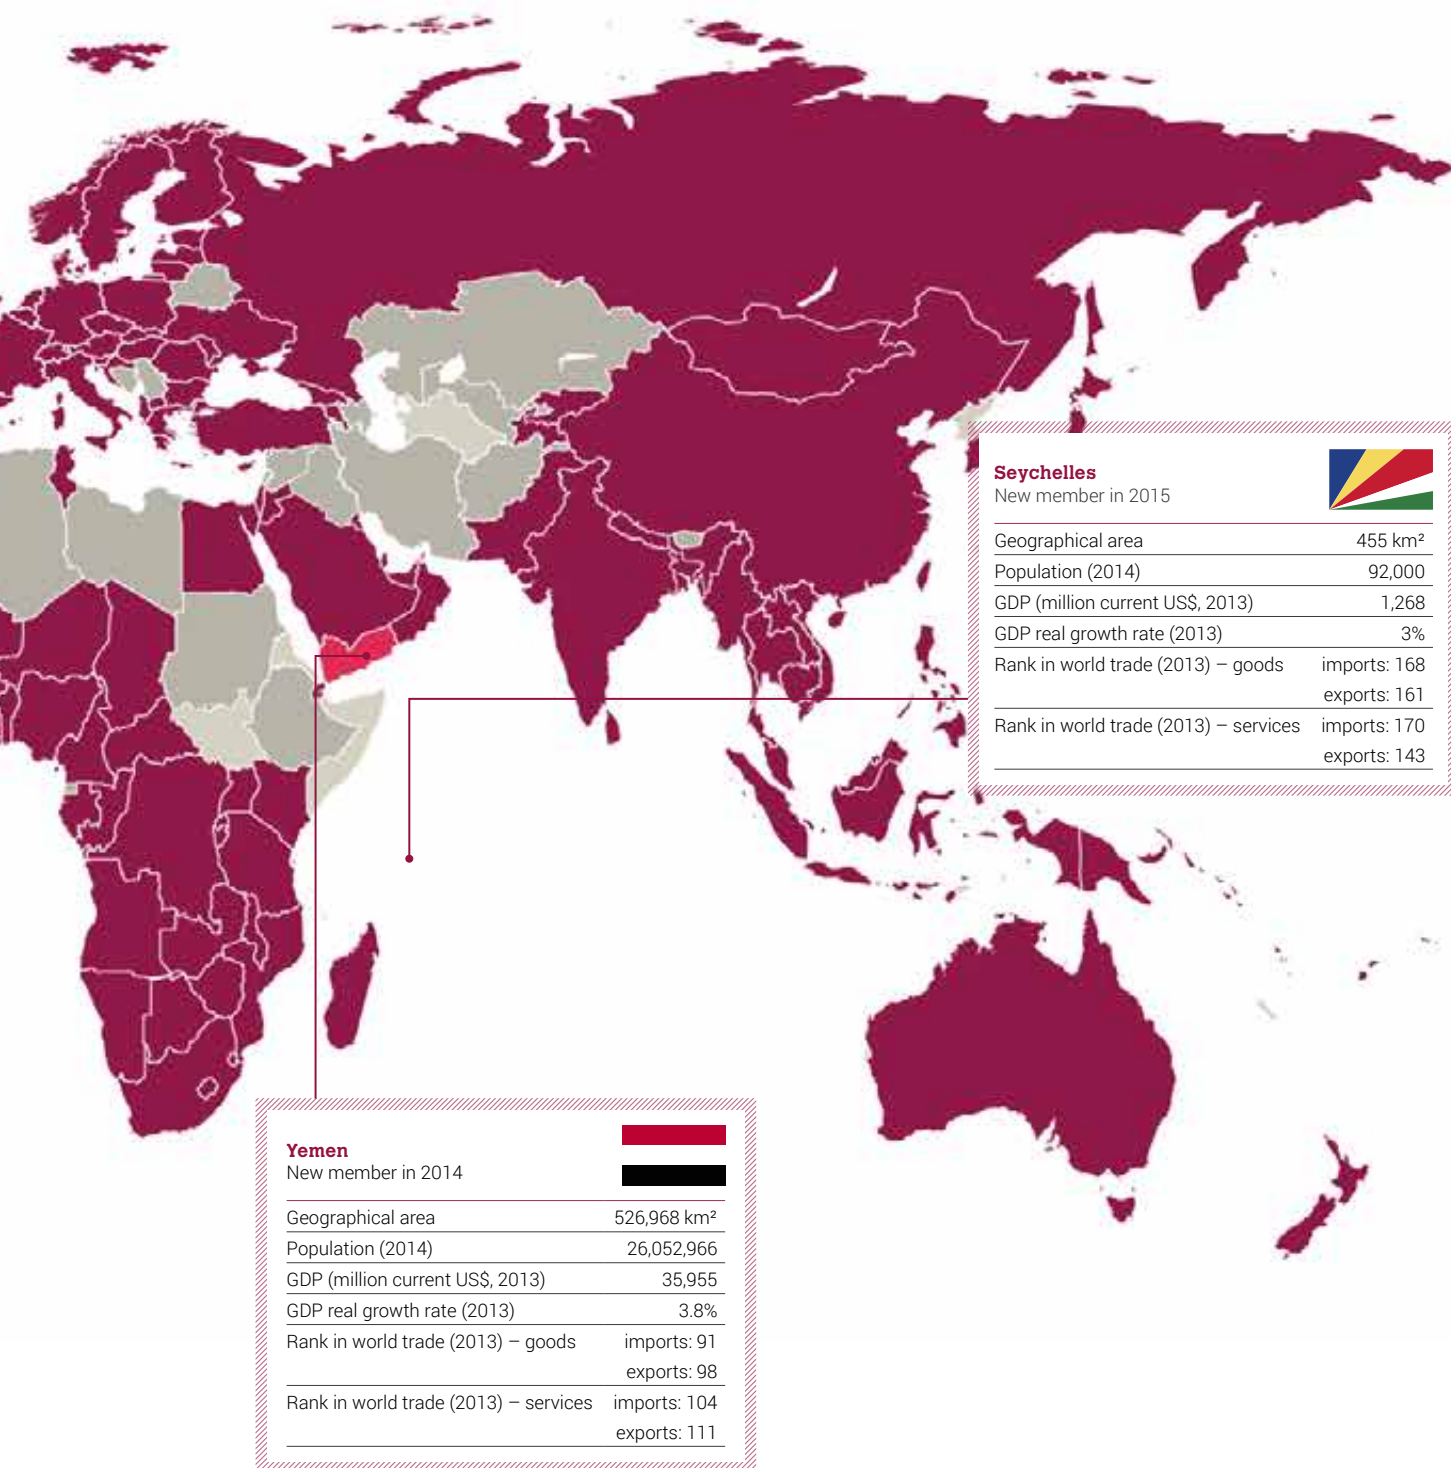 Seychelles
New member in 2015
Geographical area 455 km²
Population (2014) 92,000
GDP (million current US$, 2013) 1,268
GDP real growth rate (2013) 3%
Rank in world trade (2013) – goods imports: 168
exports: 161
Rank in world trade (2013) – services imports: 170
exports: 143
Yemen
New member in 2014
Geographical area 526,968 km²
Population (2014) 26,052,966
GDP (million current US$, 2013) 35,955
GDP real growth rate (2013) 3.8%
Rank in world trade (2013) – goods imports: 91
exports: 98
Rank in world trade (2013) – services imports: 104
exports: 111